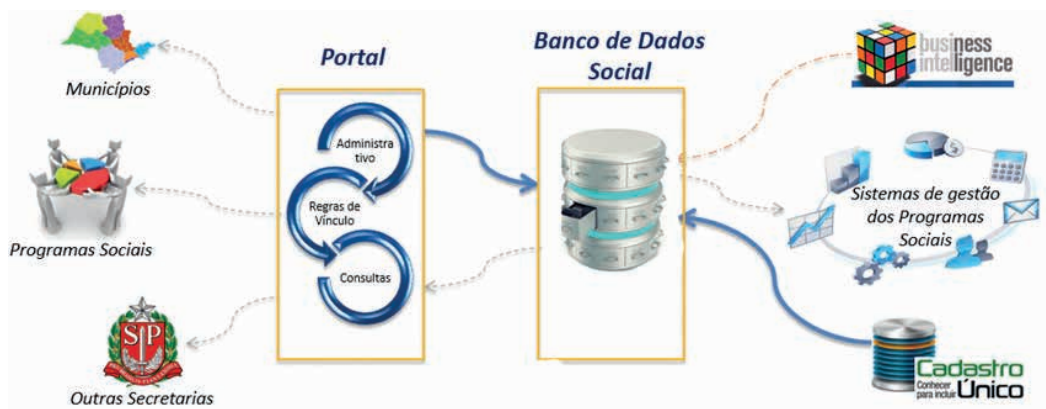 Municípios
Programas Sociais
SP
Outras Secretarias
Portal
Administra
tivo
Regras de
Vínculo
Consultas
Banco de Dados
Social
business
intelligence
$
Sistemas de gestão
dos Programas
Sociais
Cadastro
Conhecer
para incluir
Único